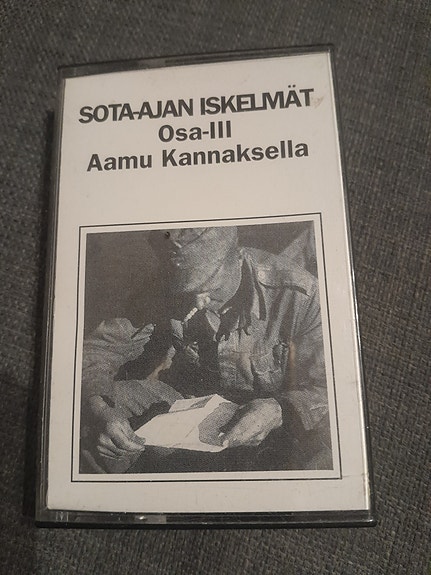 SOTA-AJAN ISKELMÄT
Osa-III
Aamu Kannaksella